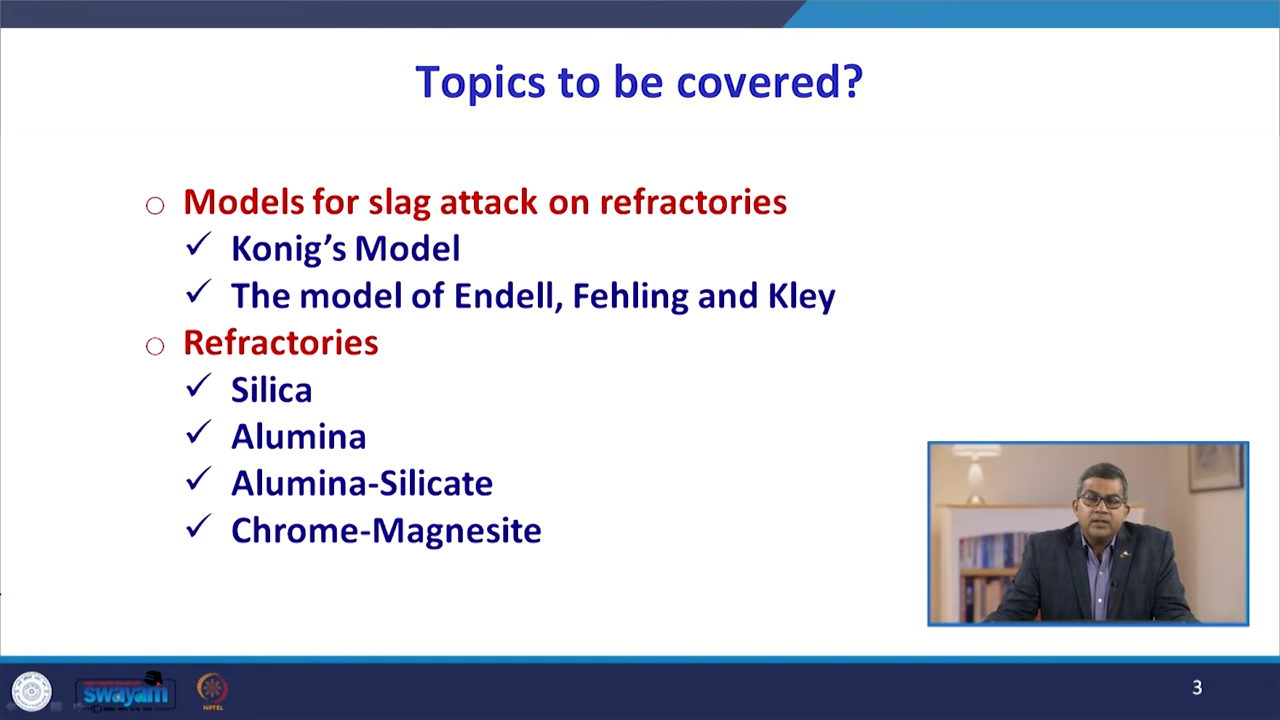 Topics to be covered?
Models for slag attack on refractories
Konig's Model
The model of Endell, Fehling and Kley
Refractories
Silica
Alumina
Alumina-Silicate
Chrome-Magnesite
swayam
NPTEL
3